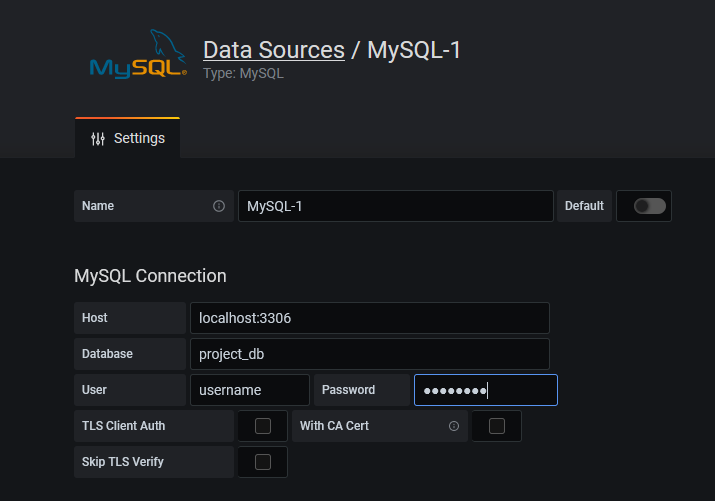 MySQL®
Data Sources / MySQL-1
Type: MySQL
Settings
Name MySQL-1 Default
MySQL Connection
Host localhost:3306
Database project_db
User username Password ••••••••
TLS Client Auth With CA Cert
Skip TLS Verify